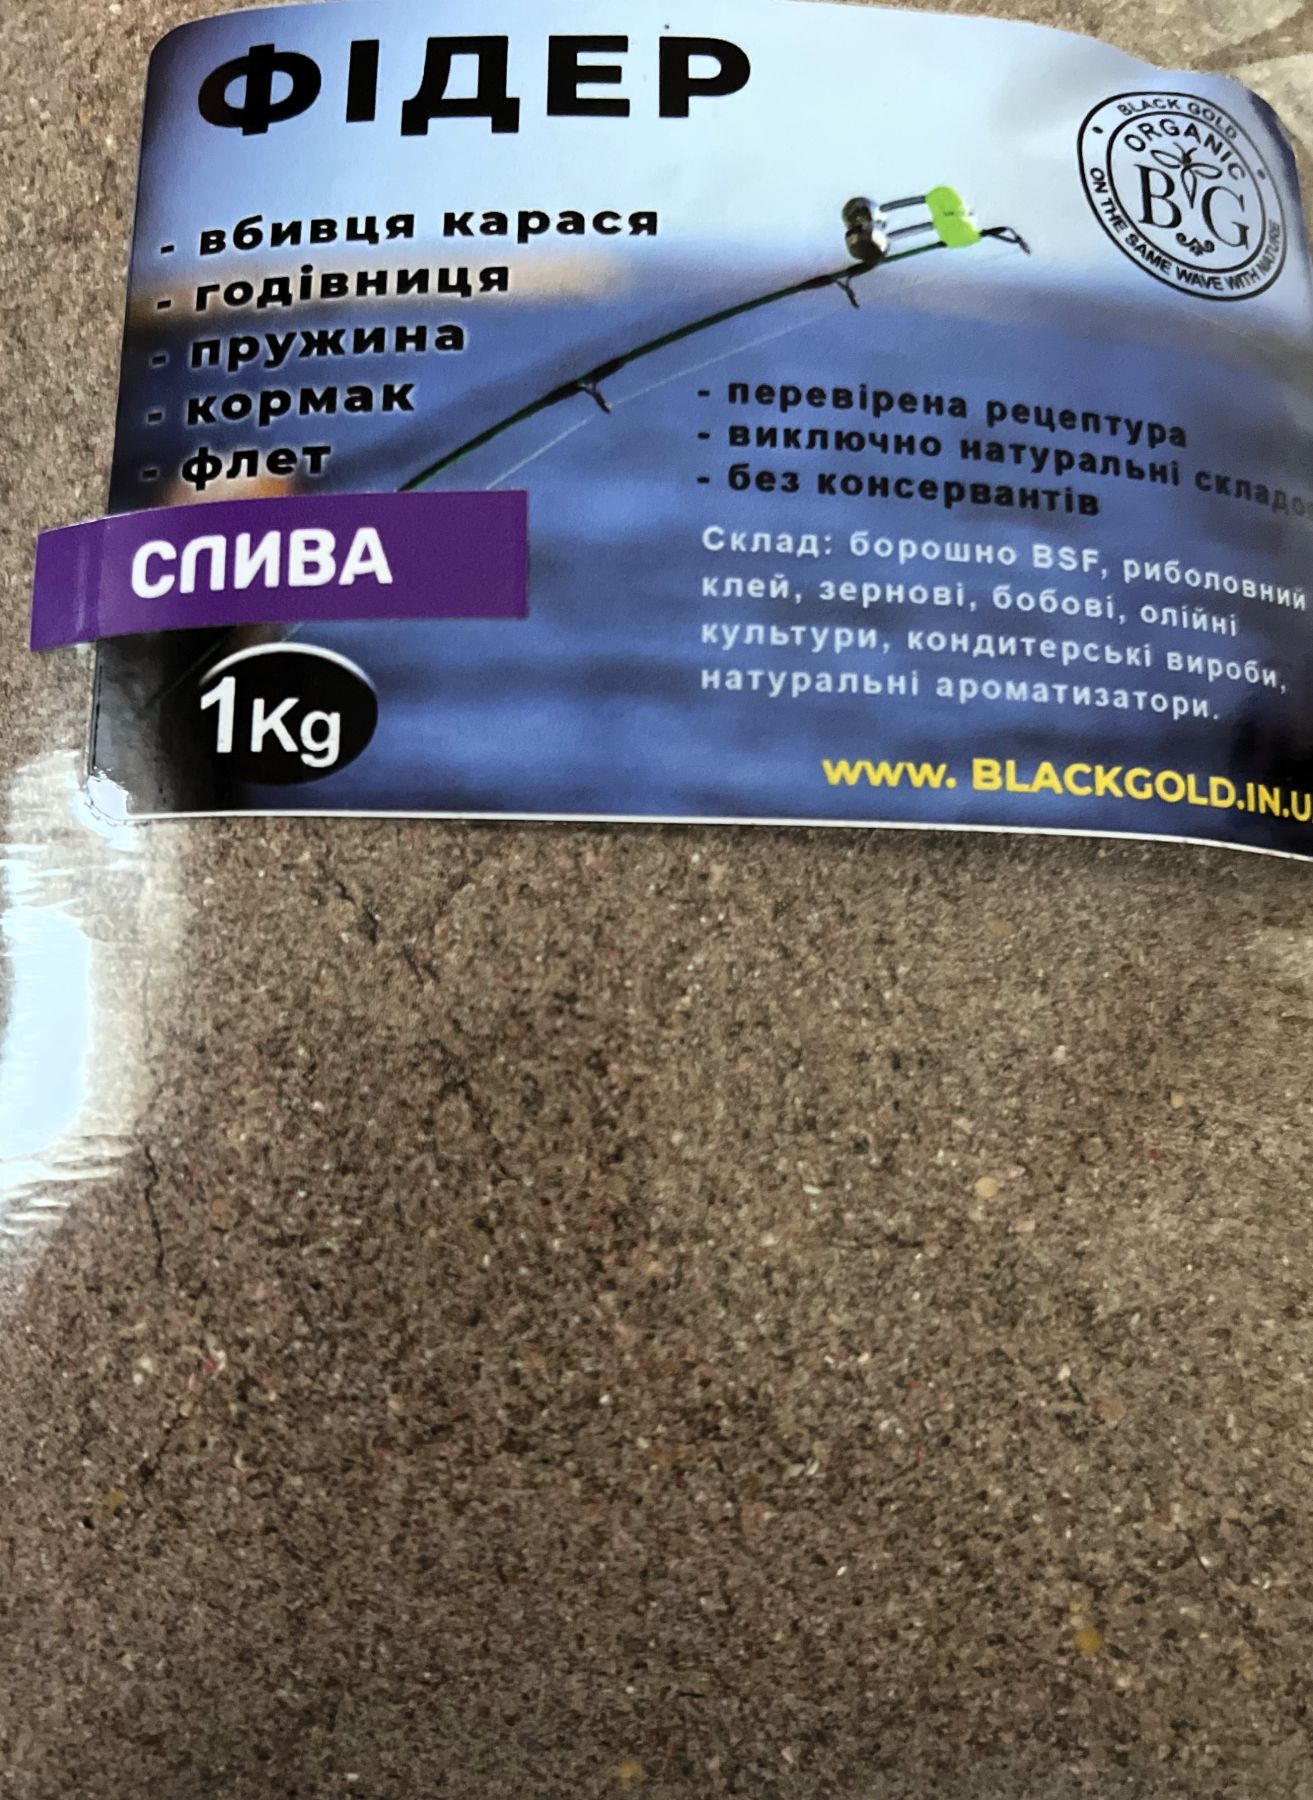 ФІДЕР
BLACK GOLD
ORGANIC
BG
ON THE SAME WAVE WITH NATURE
- вбивця карася
- годівниця
- пружина
- кормак
- флет
- перевірена рецептура
- виключно натуральні
- без консервантів
СЛИВА
Склад: борошно BSF, риболовний
клей, зернові, бобові, олійні
культури, кондитерські вироби,
натуральні ароматизатори.
1Kg
www. BLACKGOLD.IN.U